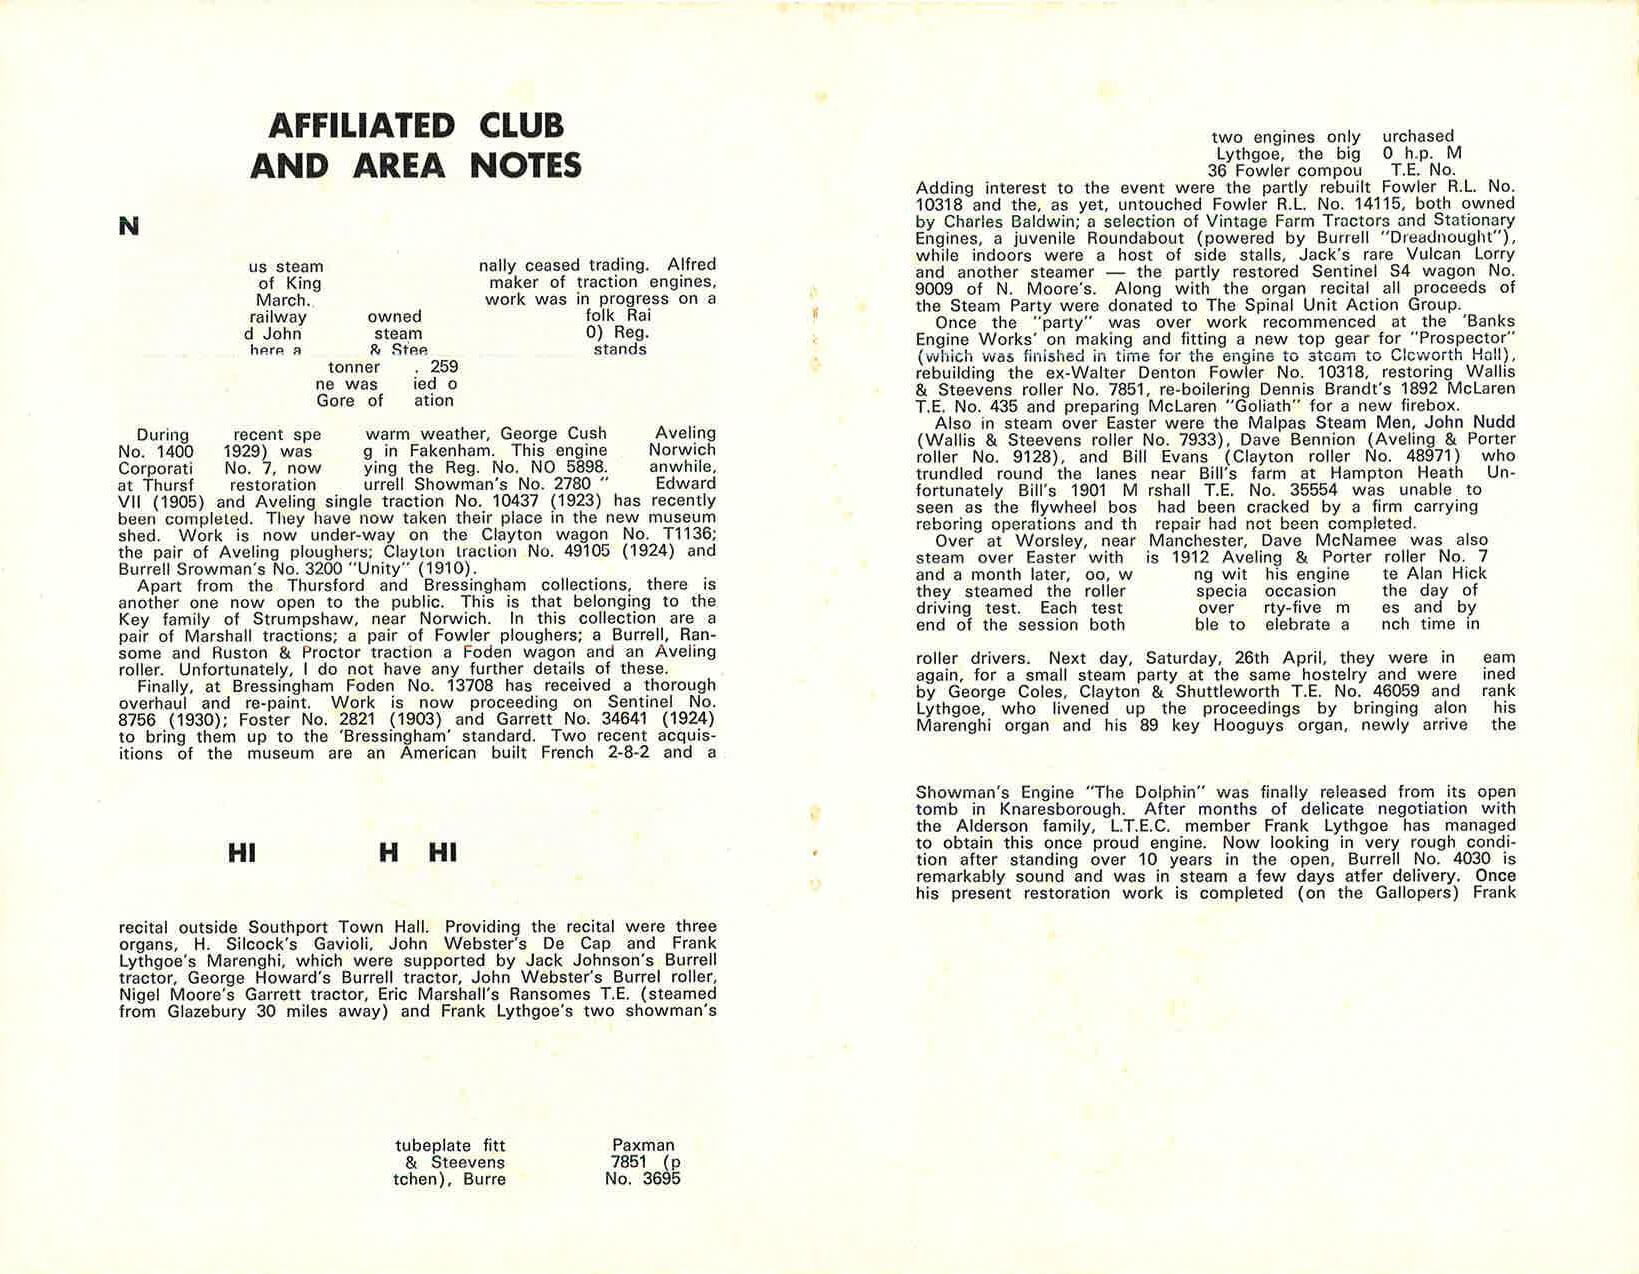 AFFILIATED CLUB
AND AREA NOTES
N
us steam nally ceased trading. Alfred
of King maker of traction engines,
March. work was in progress on a
railway owned folk Rai
d John steam 0) Reg.
here a & Stee stands
tonner . 259
ne was ied o
Gore of ation
During recent spe warm weather, George Cush Aveling
No. 1400 1929) was g in Fakenham. This engine Norwich
Corporati No. 7, now ying the Reg. No. NO 5898. anwhile,
at Thursf restoration urrell Showman's No. 2780 " Edward
VII (1905) and Aveling single traction No. 10437 (1923) has recently
been completed. They have now taken their place in the new museum
shed. Work is now under-way on the Clayton wagon No. T1136;
the pair of Aveling ploughers; Clayton traction No. 49105 (1924) and
Burrell Srowman's No. 3200 "Unity" (1910).
Apart from the Thursford and Bressingham collections, there is
another one now open to the public. This is that belonging to the
Key family of Strumpshaw, near Norwich. In this collection are a
pair of Marshall tractions; a pair of Fowler ploughers; a Burrell, Ran-
some and Ruston & Proctor traction a Foden wagon and an Aveling
roller. Unfortunately, I do not have any further details of these.
Finally, at Bressingham Foden No. 13708 has received a thorough
overhaul and re-paint. Work is now proceeding on Sentinel No.
8756 (1930); Foster No. 2821 (1903) and Garrett No. 34641 (1924)
to bring them up to the 'Bressingham' standard. Two recent acquis-
itions of the museum are an American built French 2-8-2 and a
HI H HI
recital outside Southport Town Hall. Providing the recital were three
organs, H. Silcock's Gavioli, John Webster's De Cap and Frank
Lythgoe's Marenghi, which were supported by Jack Johnson's Burrell
tractor, George Howard's Burrell tractor, John Webster's Burrel roller,
Nigel Moore's Garrett tractor, Eric Marshall's Ransomes T.E. (steamed
from Glazebury 30 miles away) and Frank Lythgoe's two showman's
tubeplate fitt Paxman
& Steevens 7851 (p
tchen), Burre No. 3695
two engines only urchased
Lythgoe, the big 0 h.p. M
36 Fowler compou T.E. No.
Adding interest to the event were the partly rebuilt Fowler R.L. No.
10318 and the, as yet, untouched Fowler R.L. No. 14115, both owned
by Charles Baldwin; a selection of Vintage Farm Tractors and Stationary
Engines, a juvenile Roundabout (powered by Burrell "Dreadnought"),
while indoors were a host of side stalls, Jack's rare Vulcan Lorry
and another steamer — the partly restored Sentinel S4 wagon No.
9009 of N. Moore's. Along with the organ recital all proceeds of
the Steam Party were donated to The Spinal Unit Action Group.
Once the "party" was over work recommenced at the 'Banks
Engine Works' on making and fitting a new top gear for "Prospector"
(which was finished in time for the engine to steam to Cleworth Hall),
rebuilding the ex-Walter Denton Fowler No. 10318, restoring Wallis
& Steevens roller No. 7851, re-boilering Dennis Brandt's 1892 McLaren
T.E. No. 435 and preparing McLaren "Goliath" for a new firebox.
Also in steam over Easter were the Malpas Steam Men, John Nudd
(Wallis & Steevens roller No. 7933), Dave Bennion (Aveling & Porter
roller No. 9128), and Bill Evans (Clayton roller No. 48971) who
trundled round the lanes near Bill's farm at Hampton Heath Un-
fortunately Bill's 1901 M rshall T.E. No. 35554 was unable to
seen as the flywheel bos had been cracked by a firm carrying
reboring operations and th repair had not been completed.
Over at Worsley, near Manchester, Dave McNamee was also
steam over Easter with is 1912 Aveling & Porter roller No. 7
and a month later, oo, w ng wit his engine te Alan Hick
they steamed the roller specia occasion the day of
driving test. Each test over rty-five m es and by
end of the session both ble to elebrate a nch time in
roller drivers. Next day, Saturday, 26th April, they were in eam
again, for a small steam party at the same hostelry and were ined
by George Coles, Clayton & Shuttleworth T.E. No. 46059 and rank
Lythgoe, who livened up the proceedings by bringing alon his
Marenghi organ and his 89 key Hooguys organ, newly arrive the
Showman's Engine "The Dolphin" was finally released from its open
tomb in Knaresborough. After months of delicate negotiation with
the Alderson family, L.T.E.C. member Frank Lythgoe has managed
to obtain this once proud engine. Now looking in very rough condi-
tion after standing over 10 years in the open, Burrell No. 4030 is
remarkably sound and was in steam a few days atfer delivery. Once
his present restoration work is completed (on the Gallopers) Frank